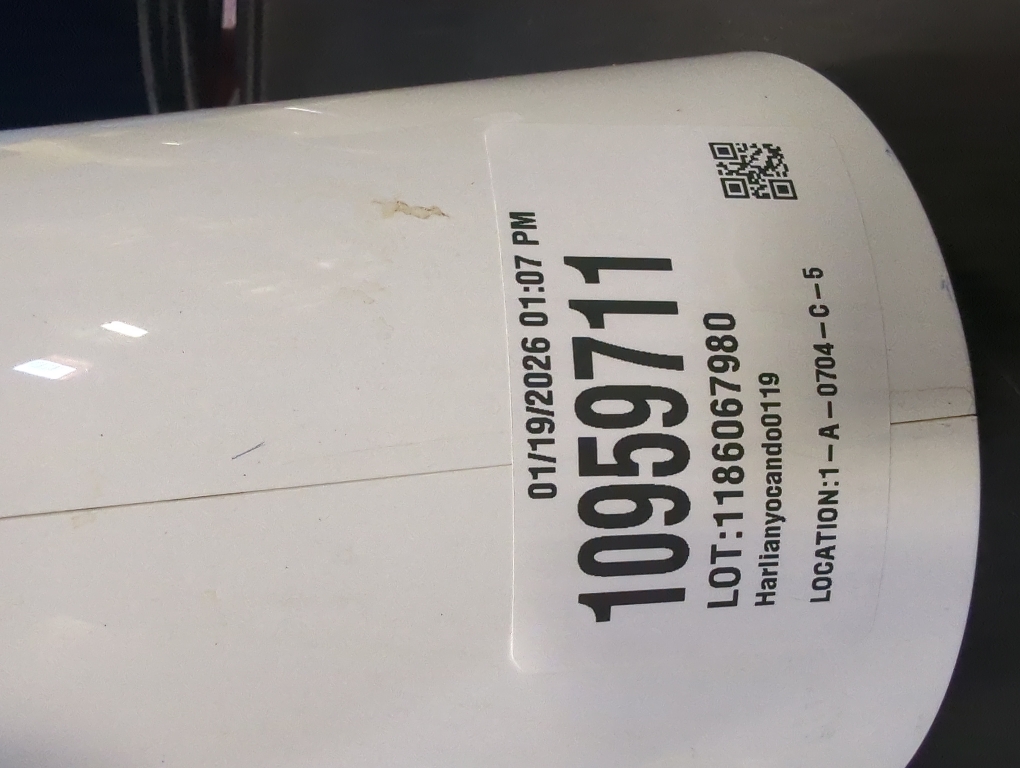 01/19/2026 01:07 PM
10959711
LOT:1186067980
Harlianyocando0119
LOCATION:1-A-0704-C-5